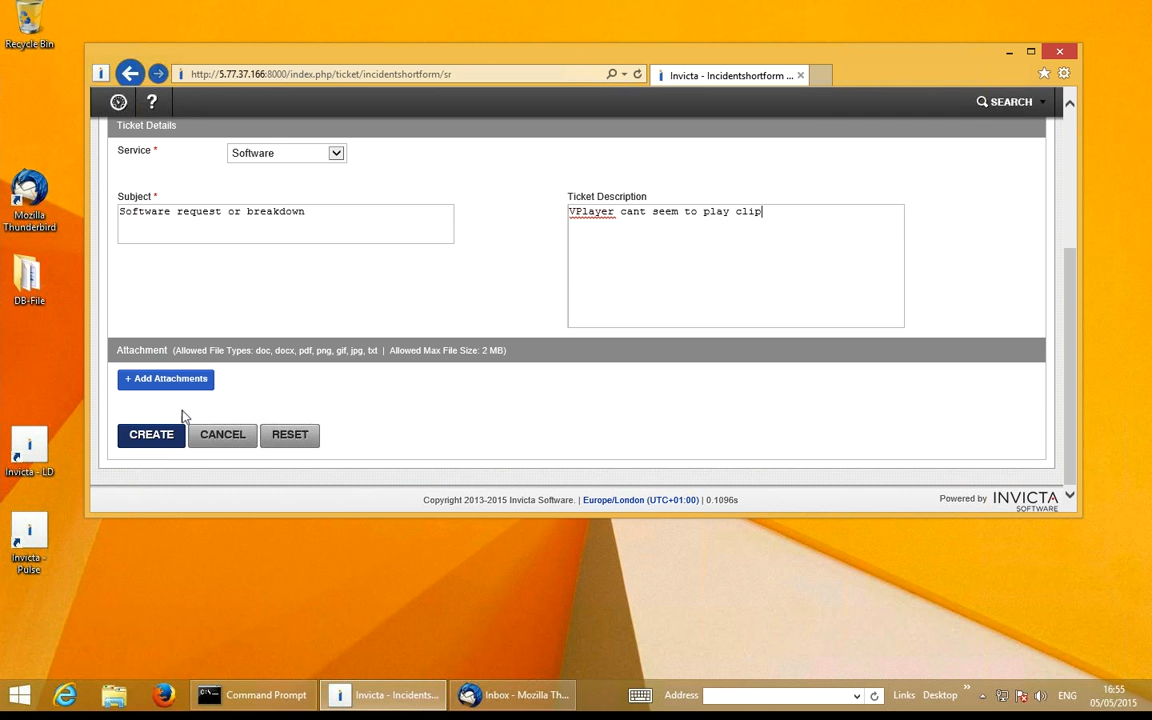 Recycle Bin
Mozilla
Thunderbird
DB-File
Invicta - LD
Invicta -
Pulse
http://5.77.37.166:8000/index.php/ticket/incidentshortform/sr
Invicta - Incidentshortform ...
? SEARCH
Ticket Details
Service * Software
Subject * Ticket Description
Software request or breakdown VPlayer cant seem to play clip
Attachment (Allowed File Types: doc, docx, pdf, png, gif, jpg, txt | Allowed Max File Size: 2 MB)
+ Add Attachments
CREATE CANCEL RESET
Copyright 2013-2015 Invicta Software. | Europe/London (UTC+01:00) | 0.1096s
Powered by INVICTA
SOFTWARE
Command Prompt Invicta - Incidents... Inbox - Mozilla Th... Address Links Desktop » ENG 16:55
05/05/2015